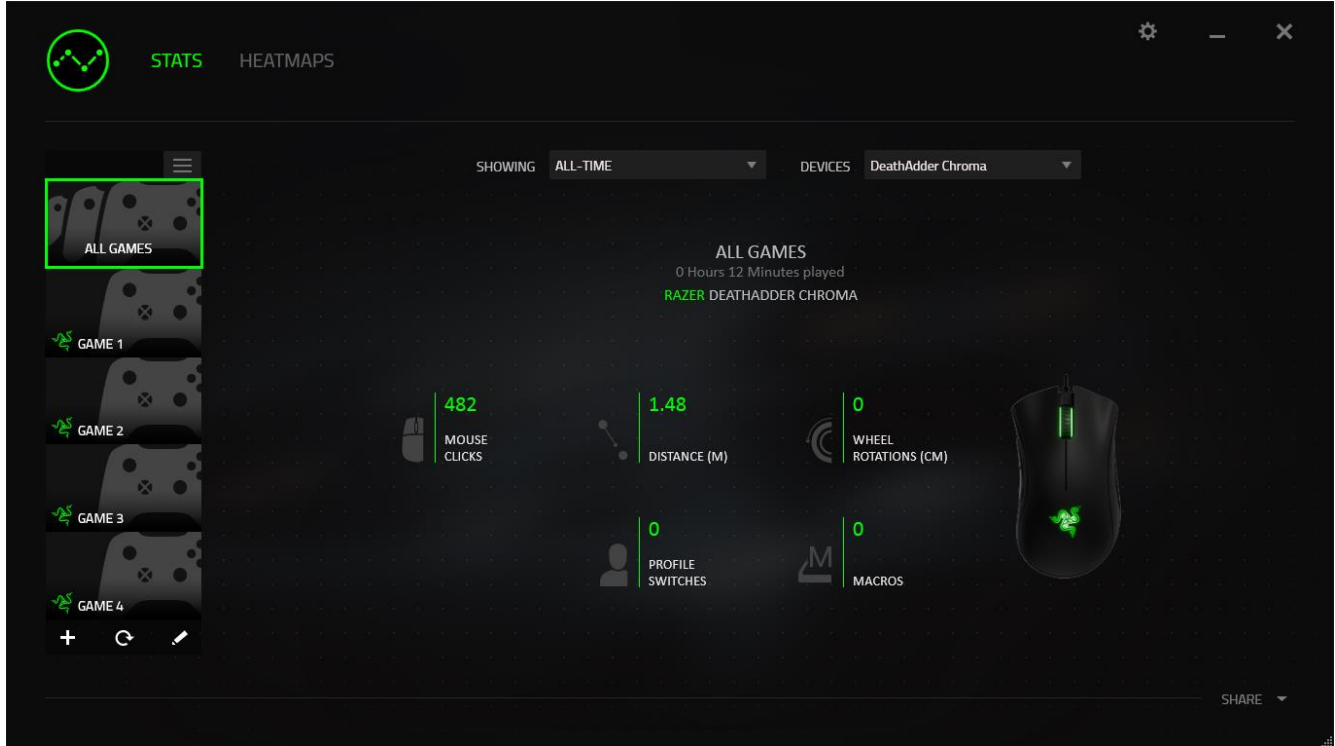 STATS HEATMAPS
SHOWING ALL-TIME DEVICES DeathAdder Chroma
ALL GAMES
GAME 1
GAME 2
GAME 3
GAME 4
ALL GAMES
0 Hours 12 Minutes played
RAZER DEATHADDER CHROMA
482
MOUSE
CLICKS
1.48
DISTANCE (M)
0
WHEEL
ROTATIONS (CM)
0
PROFILE
SWITCHES
M
0
MACROS
SHARE